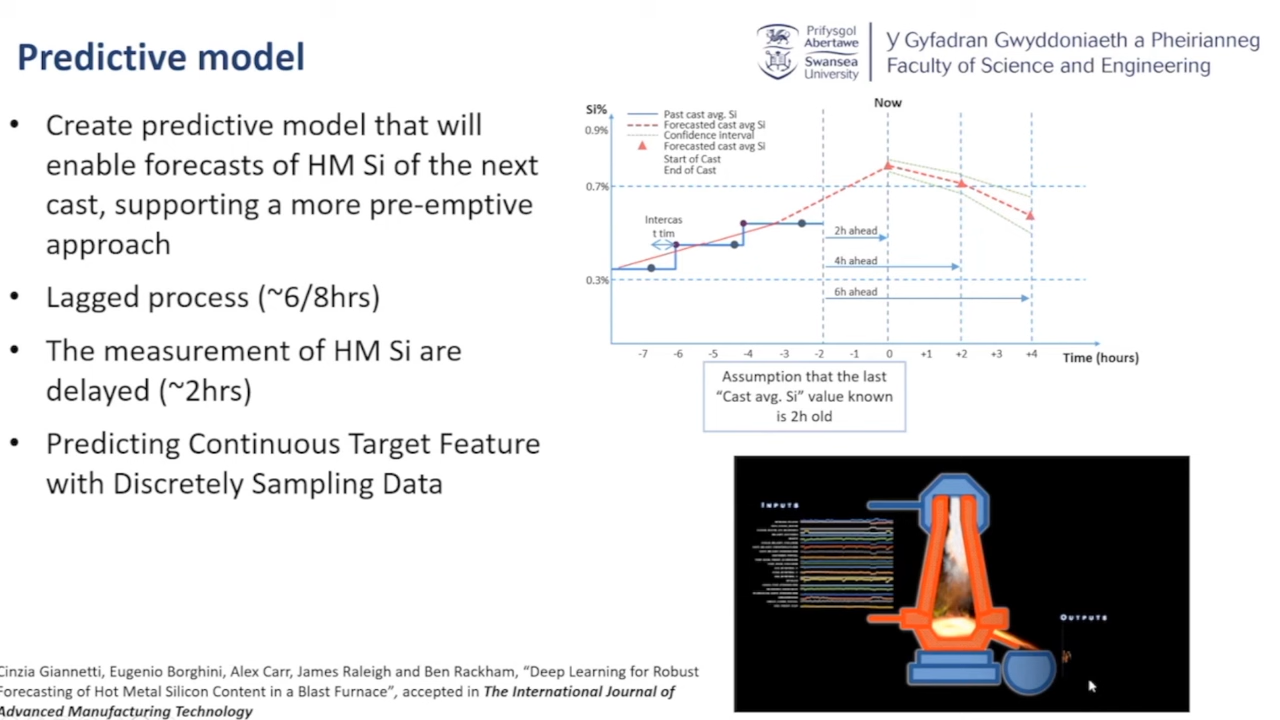 Predictive model
Prifysgol
Abertawe
Swansea
University
Y Gyfadran Gwyddoniaeth a Pheirianneg
Faculty of Science and Engineering
• Create predictive model that will
enable forecasts of HM Si of the next
cast, supporting a more pre-emptive
approach
• Lagged process (~6/8hrs)
• The measurement of HM Si are
delayed (~2hrs)
• Predicting Continuous Target Feature
with Discretely Sampling Data
Now
Si%
0.9%
0.7%
0.3%
Past cast avg. Si
Forecasted cast avg Si
Confidence interval
Forecasted cast avg Si
Start of Cast
End of Cast
Intercas
t tim
2h ahead
4h ahead
6h ahead
-7 -6 -5 -4 -3 -2 -1 0 +1 +2 +3 +4
Time (hours)
Assumption that the last
“Cast avg. Si” value known
is 2h old
INPUTS
OUTPUTS
Cinzia Giannetti, Eugenio Borghini, Alex Carr, James Raleigh and Ben Rackham, “Deep Learning for Robust
Forecasting of Hot Metal Silicon Content in a Blast Furnace”, accepted in The International Journal of
Advanced Manufacturing Technology